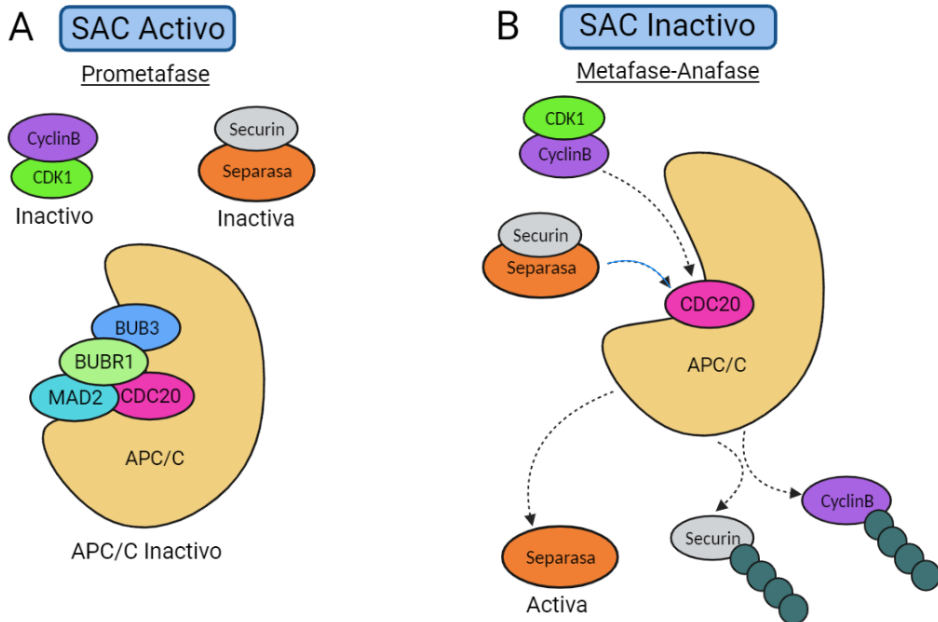 A
SAC Activo
Prometafase
CyclinB
CDK1
Inactivo
Securin
Separasa
Inactiva
BUB3
BUBR1
MAD2
CDC20
APC/C
APC/C Inactivo
B
SAC Inactivo
Metafase-Anafase
CDK1
CyclinB
Securin
Separasa
CDC20
APC/C
Separasa
Activa
Securin
CyclinB